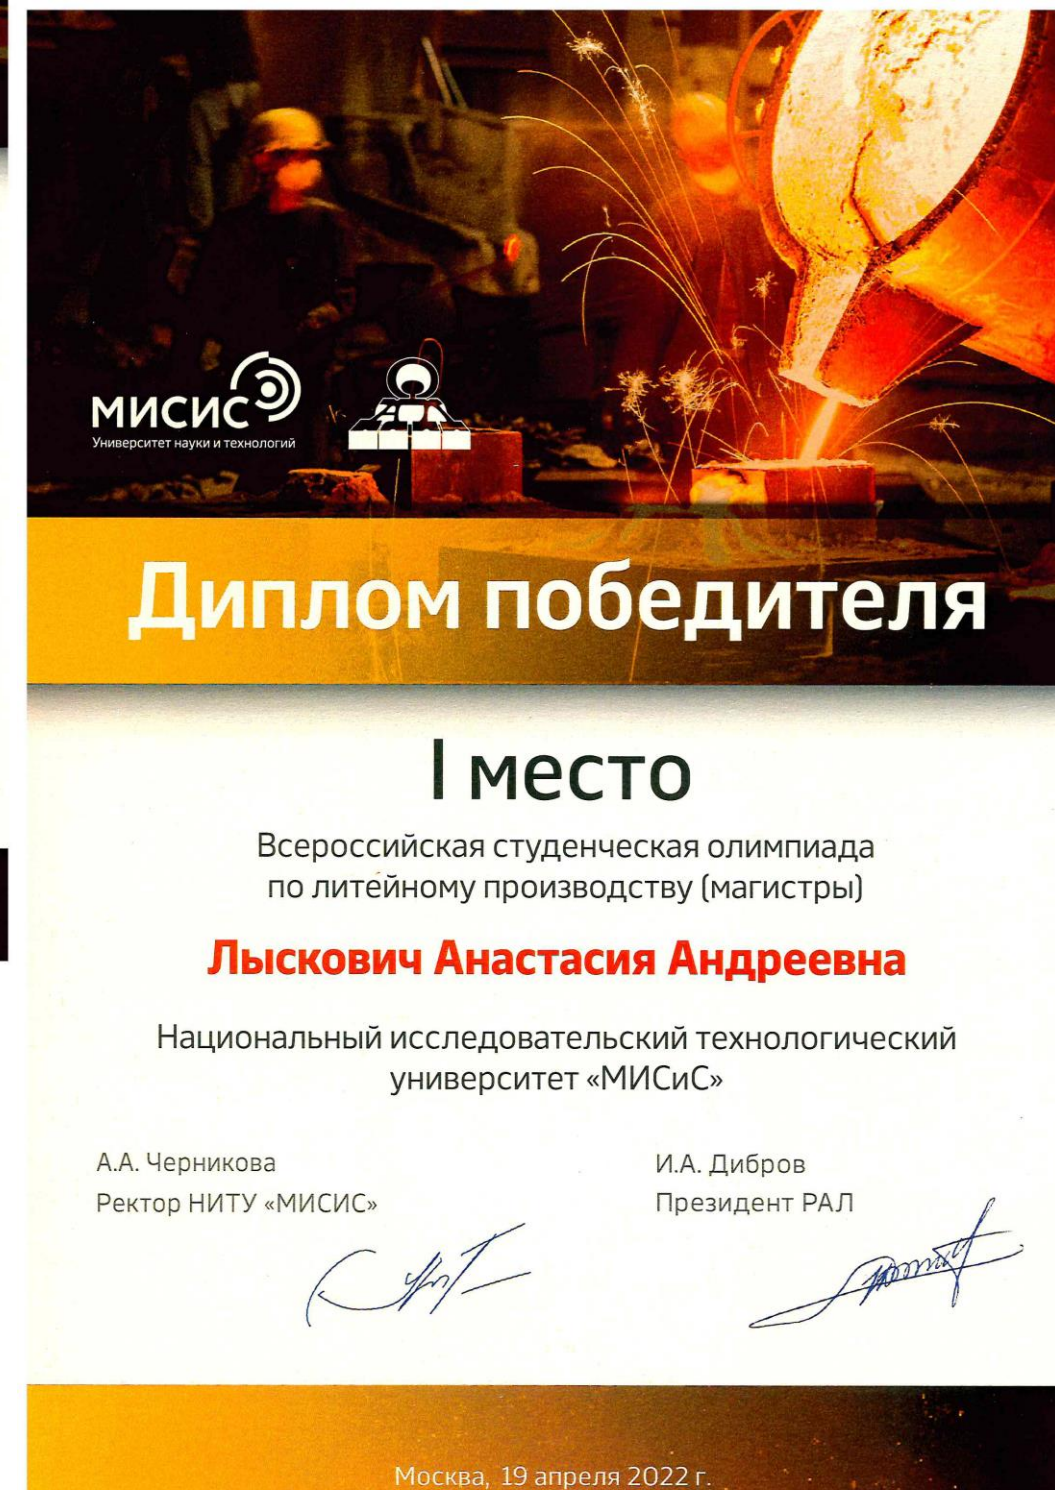 МИСИС
Университет науки и технологий
Диплом победителя
I место
Всероссийская студенческая олимпиада
по литейному производству (магистры)
Лыскович Анастасия Андреевна
Национальный исследовательский технологический
университет «МИСиС»
А.А. Черникова
Ректор НИТУ «МИСИС»
И.А. Дибров
Президент РАЛ
Москва, 19 апреля 2022 г.